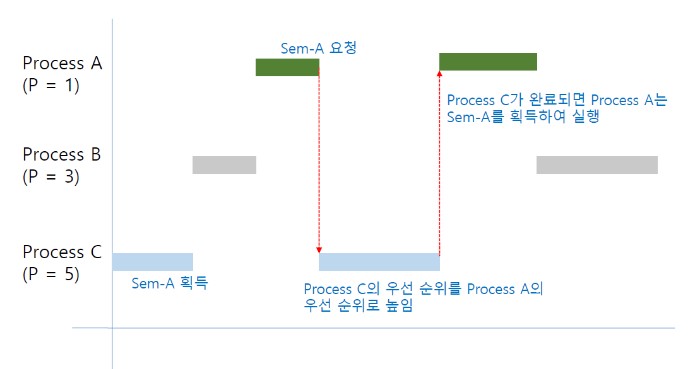 Process A
(P = 1)
Sem-A 요청
Process C가 완료되면 Process A는
Sem-A를 획득하여 실행
Process B
(P = 3)
Process C
(P = 5)
Sem-A 획득
Process C의 우선 순위를 Process A의
우선 순위로 높임